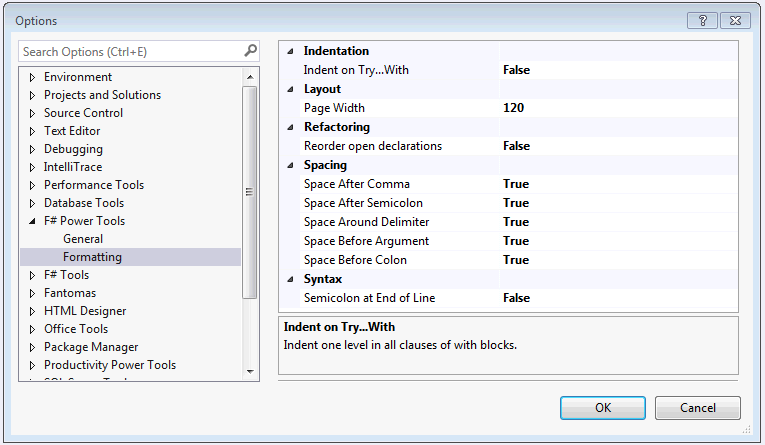 Options
?
Search Options (Ctrl+E)
Environment
Projects and Solutions
Source Control
Text Editor
Debugging
IntelliTrace
Performance Tools
Database Tools
F# Power Tools
General
Formatting
F# Tools
Fantomas
HTML Designer
Office Tools
Package Manager
Productivity Power Tools
Indentation
Indent on Try...With False
Layout
Page Width 120
Refactoring
Reorder open declarations False
Spacing
Space After Comma True
Space After Semicolon True
Space Around Delimiter True
Space Before Argument True
Space Before Colon True
Syntax
Semicolon at End of Line False
Indent on Try...With
Indent one level in all clauses of with blocks.
OK Cancel